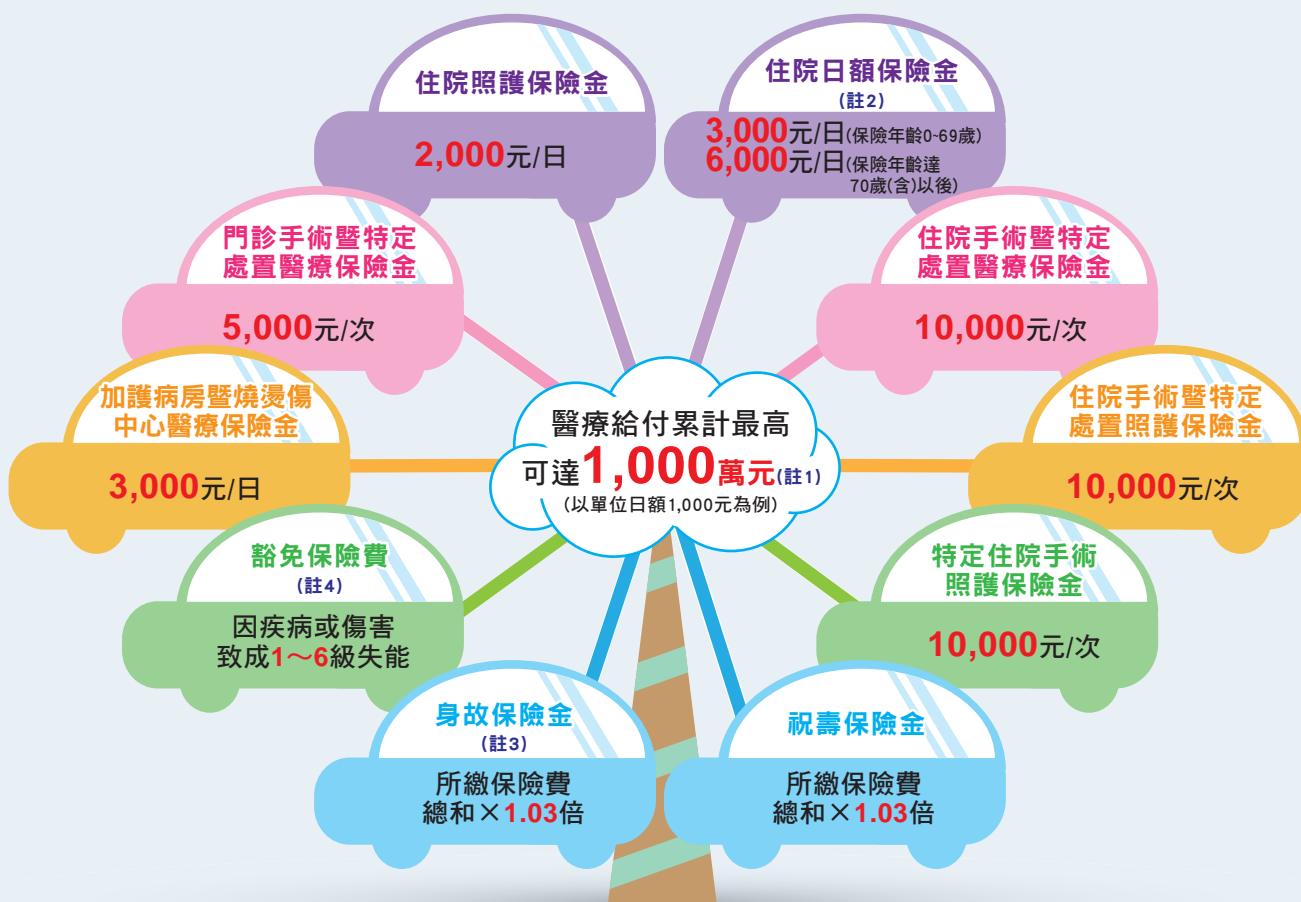 住院照護保險金
2,000元/日
住院日額保險金
(註2)
3,000元/日(保險年齡0~69歲)
6,000元/日(保險年齡達
70歲(含)以後)
門診手術暨特定
處置醫療保險金
5,000元/次
住院手術暨特定
處置醫療保險金
10,000元/次
加護病房暨燒燙傷
中心醫療保險金
3,000元/日
醫療給付累計最高
可達1,000萬元(註1)
(以單位日額1,000元為例)
住院手術暨特定
處置照護保險金
10,000元/次
豁免保險費
(註4)
因疾病或傷害
致成1～6級失能
特定住院手術
照護保險金
10,000元/次
身故保險金
(註3)
所繳保險費
總和×1.03倍
祝壽保險金
所繳保險費
總和×1.03倍